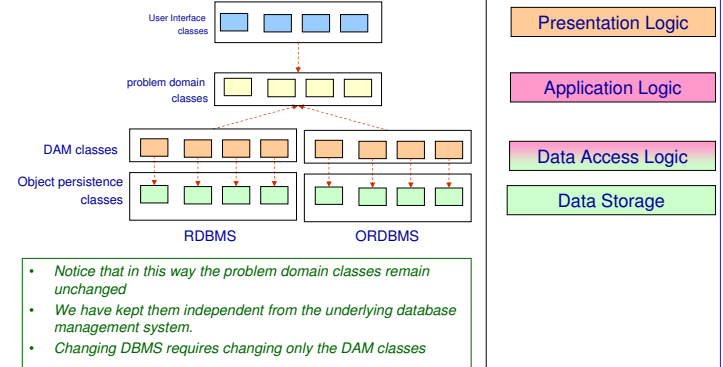 User Interface
classes
problem domain
classes
DAM classes
Object persistence
classes
RDBMS
ORDBMS
• Notice that in this way the problem domain classes remain
unchanged
• We have kept them independent from the underlying database
management system.
• Changing DBMS requires changing only the DAM classes
Presentation Logic
Application Logic
Data Access Logic
Data Storage